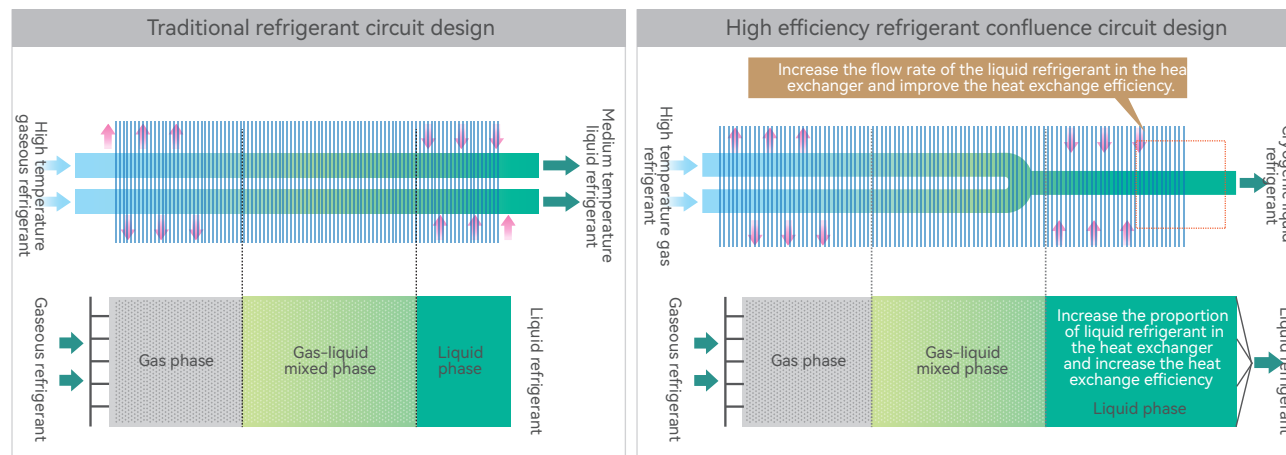 Traditional refrigerant circuit design
High temperature
gaseous refrigerant
Medium temperature
liquid refrigerant
Gaseous refrigerant
Gas phase
Gas-liquid
mixed phase
Liquid
phase
Liquid refrigerant
High efficiency refrigerant confluence circuit design
Increase the flow rate of the liquid refrigerant in the hea
exchanger and improve the heat exchange efficiency.
High temperature gas
refrigerant
Cryogenic liquid
refrigerant
Gaseous refrigerant
Gas phase
Gas-liquid
mixed phase
Increase the proportion
of liquid refrigerant in
the heat exchanger
and increase the heat
exchange efficiency
Liquid phase
Liquid refrigerant